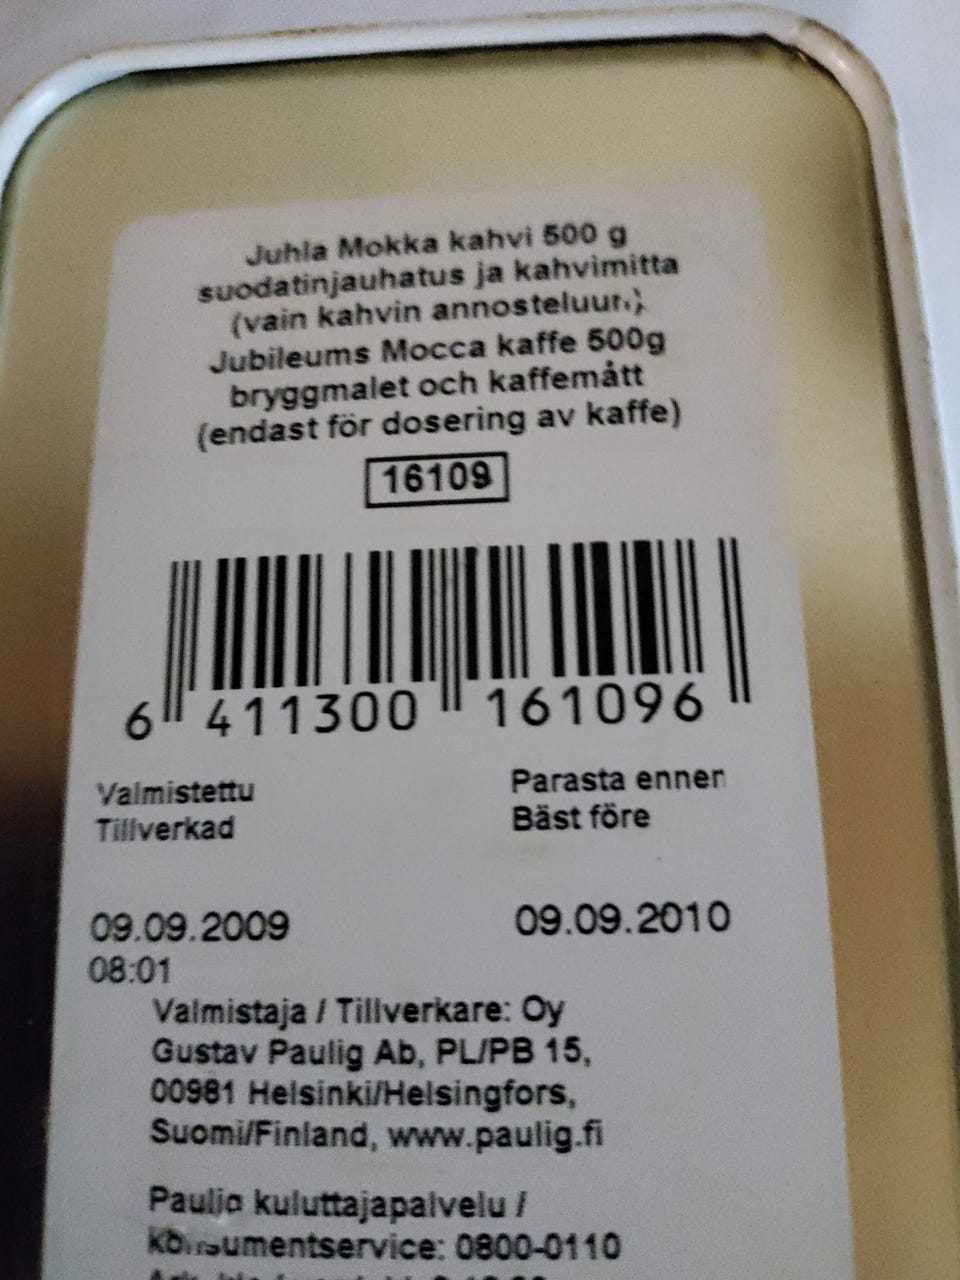 Juhla Mokka kahvi 500 g
suodatinjauhatus ja kahvimitta
(vain kahvin annosteluun).
Jubileums Mocca kaffe 500g
bryggmalet och kaffemått
(endast för dosering av kaffe)
16109
6 411300 161096
Valmistettu Parasta ennen
Tillverkad Bäst före
09.09.2009 09.09.2010
08:01
Valmistaja / Tillverkare: Oy
Gustav Paulig Ab, PL/PB 15,
00981 Helsinki/Helsingfors,
Suomi/Finland, www.paulig.fi
Paulig kuluttajapalvelu /
konsumentservice: 0800-0110